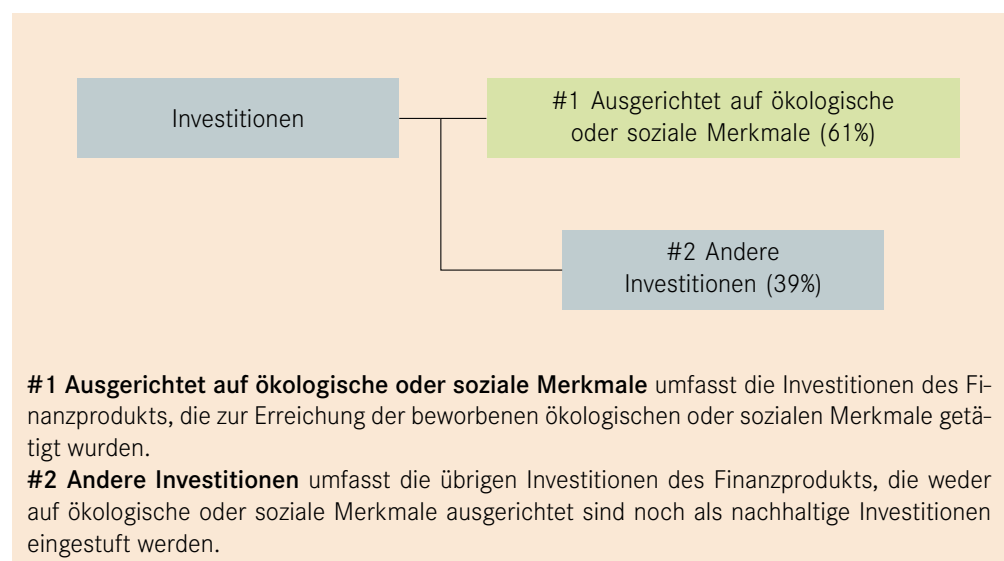 Investitionen
#1 Ausgerichtet auf ökologische
oder soziale Merkmale (61%)
#2 Andere
Investitionen (39%)
#1 Ausgerichtet auf ökologische oder soziale Merkmale umfasst die Investitionen des Fi-
nanzprodukts, die zur Erreichung der beworbenen ökologischen oder sozialen Merkmale getä-
tigt wurden.
#2 Andere Investitionen umfasst die übrigen Investitionen des Finanzprodukts, die weder
auf ökologische oder soziale Merkmale ausgerichtet sind noch als nachhaltige Investitionen
eingestuft werden.